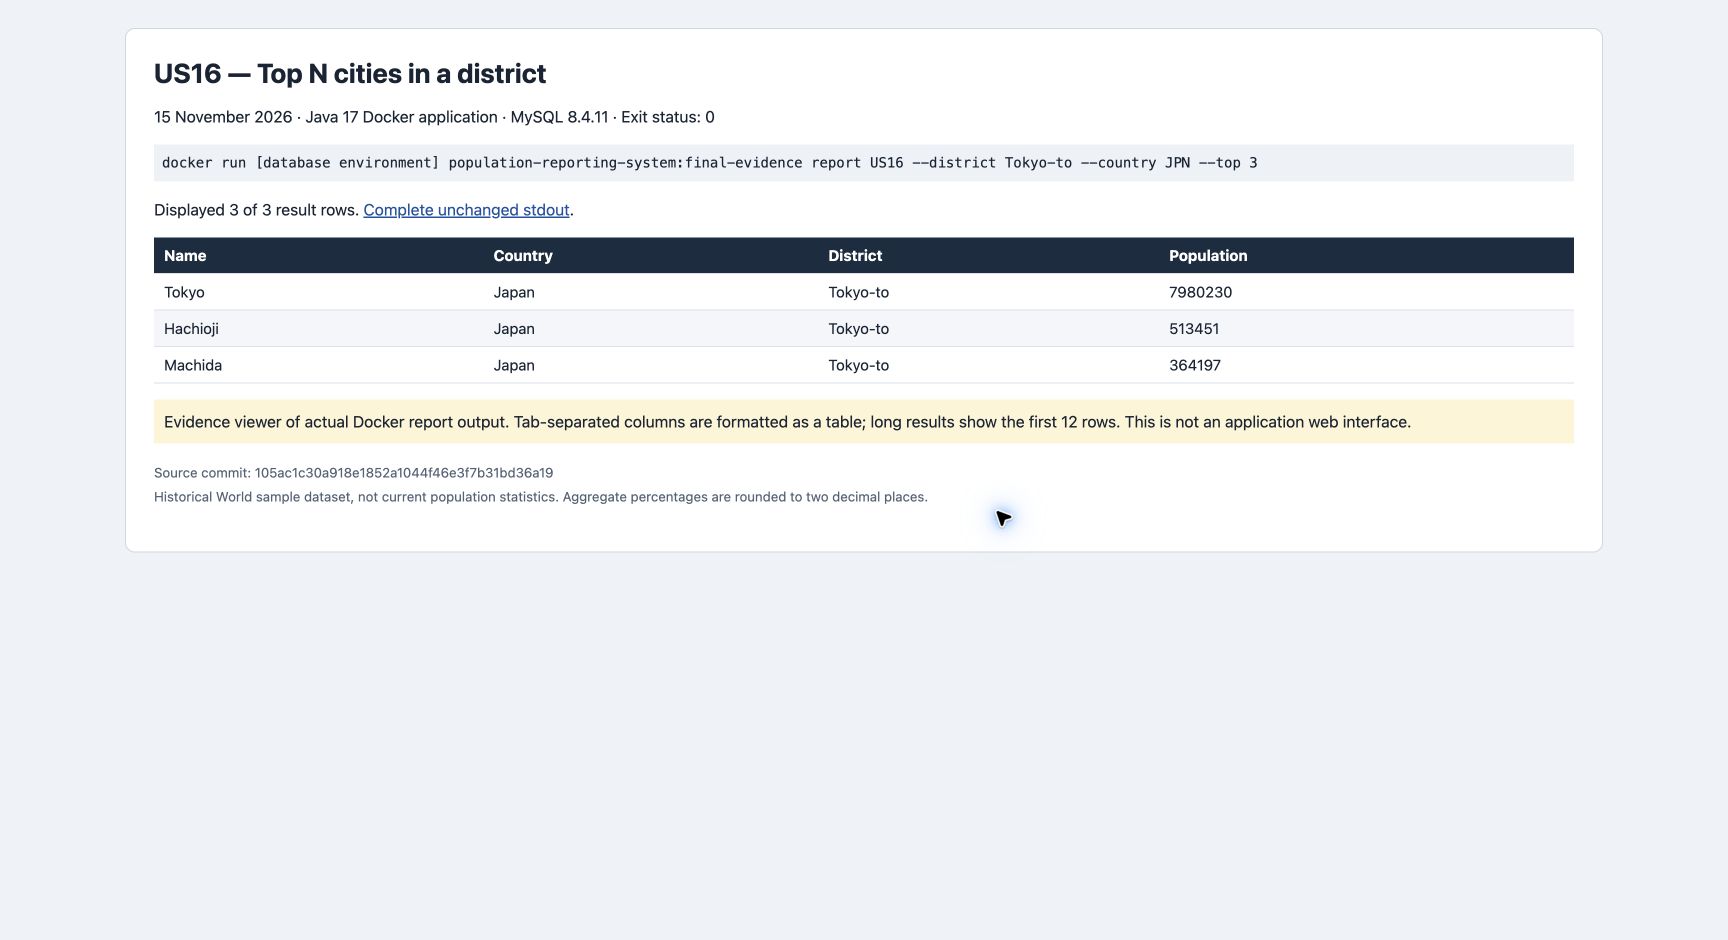 US16 — Top N cities in a district
15 November 2026 · Java 17 Docker application · MySQL 8.4.11 · Exit status: 0
docker run [database environment] population-reporting-system:final-evidence report US16 --district Tokyo-to --country JPN --top 3
Displayed 3 of 3 result rows. Complete unchanged stdout.
Name Country District Population
Tokyo Japan Tokyo-to 7980230
Hachioji Japan Tokyo-to 513451
Machida Japan Tokyo-to 364197
Evidence viewer of actual Docker report output. Tab-separated columns are formatted as a table; long results show the first 12 rows. This is not an application web interface.
Source commit: 105ac1c30a918e1852a1044f46e3f7b31bd36a19
Historical World sample dataset, not current population statistics. Aggregate percentages are rounded to two decimal places.